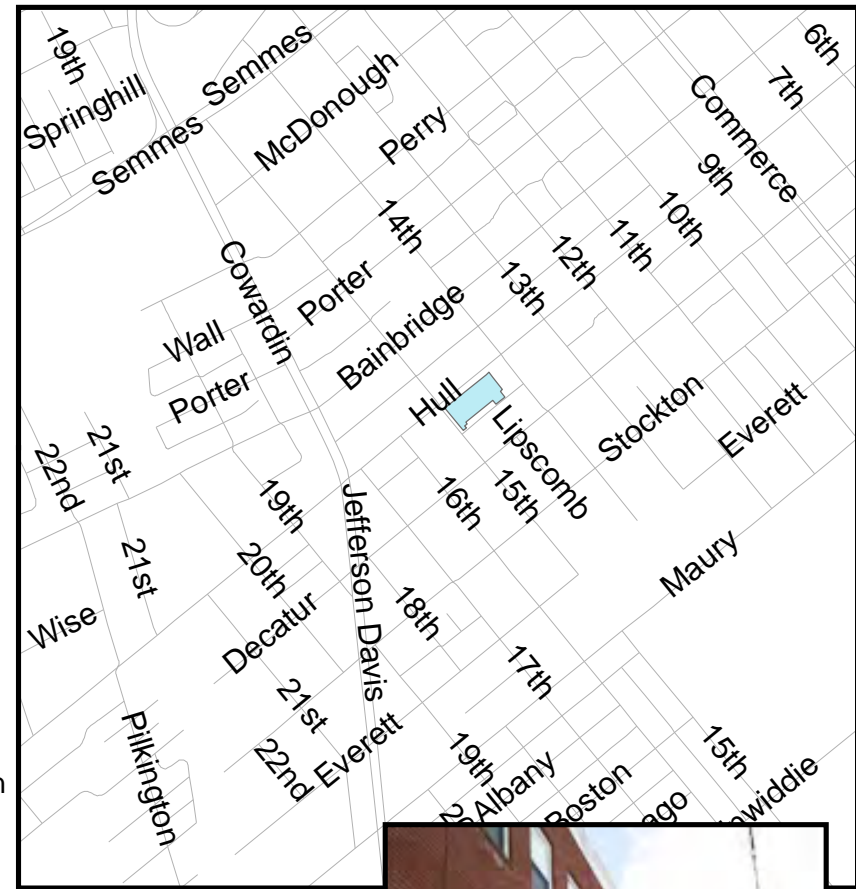 19th
Springhill
Semmes
Semmes
McDonough
Perry
Commerce
6th
7th
9th
10th
11th
12th
13th
14th
Cowardin
Porter
Bainbridge
Wall
Porter
Hull
Lipscomb
Stockton
Everett
22nd
21st
19th
16th
15th
Jefferson Davis
21st
20th
18th
Maury
Wise
Decatur
17th
21st
Everett
22nd
Pilkington
19th
Albany
Boston
15th